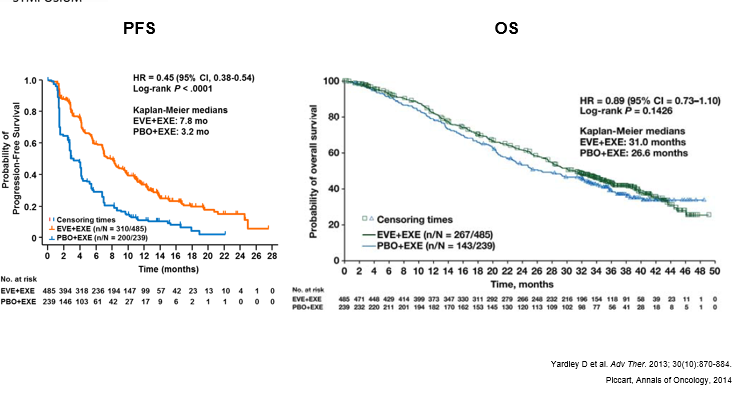 PFS
OS
HR = 0.45 (95% CI, 0.38-0.54)
Log-rank P < .0001
Kaplan-Meier medians
EVE+EXE: 7.8 mo
PBO+EXE: 3.2 mo
Probability of
Progression-Free Survival
1.0
0.8
0.6
0.4
0.2
0
Censoring times
EVE+EXE (n/N = 310/485)
PBO+EXE (n/N = 200/239)
0 2 4 6 8 10 12 14 16 18 20 22 24 26 28
Time (months)
No. at risk
EVE+EXE 485 394 318 236 194 147 99 57 42 23 13 10 4 1 0
PBO+EXE 239 146 103 61 42 27 17 9 6 2 1 1 0 0 0
HR = 0.89 (95% CI = 0.73–1.10)
Log-rank P = 0.1426
Kaplan-Meier medians
EVE+EXE: 31.0 months
PBO+EXE: 26.6 months
Probability of overall survival
100
80
60
40
20
0
Censoring times
EVE+EXE (n/N = 267/485)
PBO+EXE (n/N = 143/239)
0 2 4 6 8 10 12 14 16 18 20 22 24 26 28 30 32 34 36 38 40 42 44 46 48 50
Time, months
No. at risk
EVE+EXE 485 471 448 429 414 399 373 347 330 311 292 279 266 248 232 216 196 154 118 91 58 39 23 11 1 0
PBO+EXE 239 232 220 211 201 194 182 170 162 153 145 130 120 113 109 102 98 77 56 41 28 18 8 5 1 0
Yardley D et al. Adv Ther. 2013; 30(10):870-884.
Piccart, Annals of Oncology, 2014